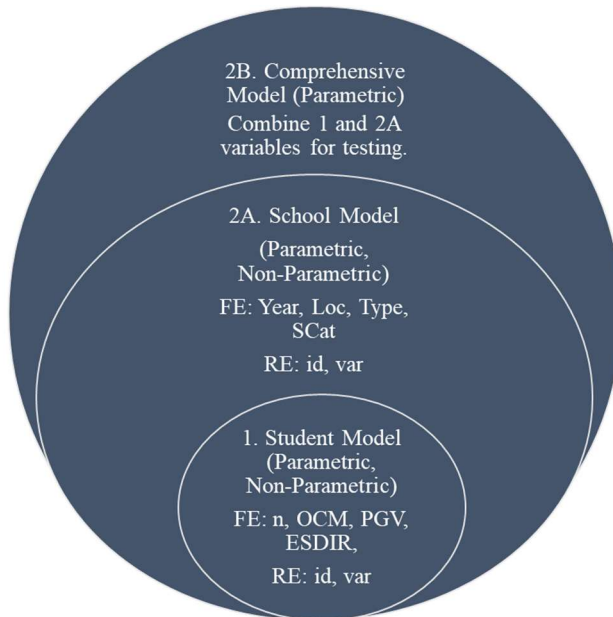 2B. Comprehensive
Model (Parametric)
Combine 1 and 2A
variables for testing.
2A. School Model
(Parametric,
Non-Parametric)
FE: Year, Loc, Type,
SCat
RE: id, var
1. Student Model
(Parametric,
Non-Parametric)
FE: n, OCM, PGV,
ESDIR,
RE: id, var